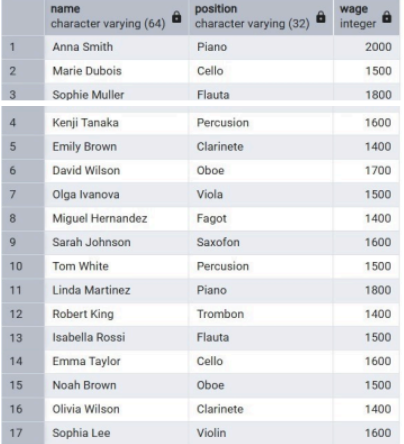 name position wage
character varying (64) character varying (32) integer
1 Anna Smith Piano 2000
2 Marie Dubois Cello 1500
3 Sophie Muller Flauta 1800
4 Kenji Tanaka Percusion 1600
5 Emily Brown Clarinete 1400
6 David Wilson Oboe 1700
7 Olga Ivanova Viola 1500
8 Miguel Hernandez Fagot 1400
9 Sarah Johnson Saxofon 1600
10 Tom White Percusion 1500
11 Linda Martinez Piano 1800
12 Robert King Trombon 1400
13 Isabella Rossi Flauta 1500
14 Emma Taylor Cello 1600
15 Noah Brown Oboe 1500
16 Olivia Wilson Clarinete 1400
17 Sophia Lee Violin 1600